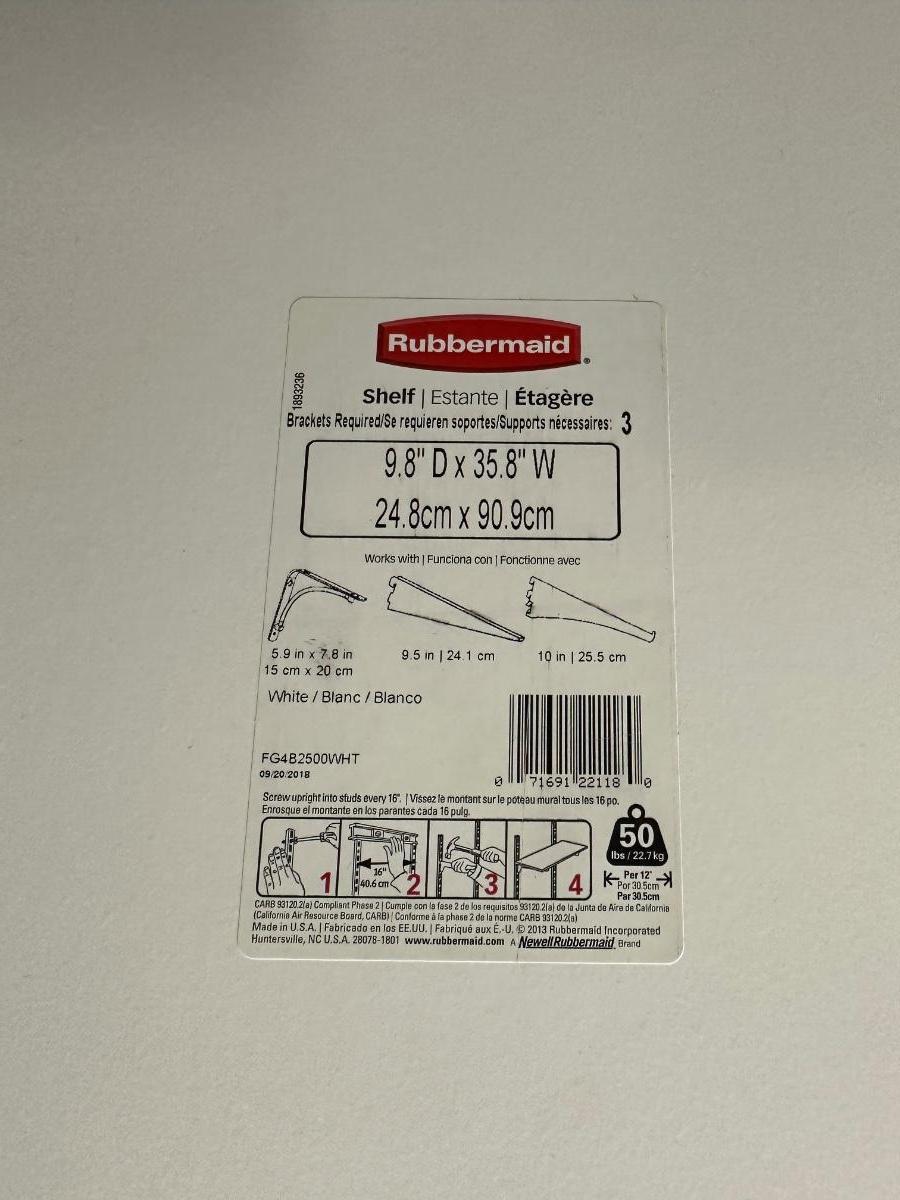 Rubbermaid®
1893236
Shelf | Estante | Étagère
Brackets Required/Se requieren soportes/Supports nécessaires: 3
9.8" D x 35.8" W
24.8cm x 90.9cm
Works with | Funciona con | Fonctionne avec
5.9 in x 7.8 in
15 cm x 20 cm
9.5 in | 24.1 cm
10 in | 25.5 cm
White / Blanc / Blanco
FG4B2500WHT
09/20/2018
0 71691 22118 0
Screw upright into studs every 16". | Vissez le montant sur le poteau mural tous les 16 po.
Enrosque el montante en los parantes cada 16 pulg.
1
16"
40.6 cm
2
3
4
50
lbs / 22.7 kg
Per 12"
Por 30.5cm
Par 30.5cm
CARB 93120.2(a) Compliant Phase 2 | Cumple con la fase 2 de los requisitos 93120.2(a) de la Junta de Aire de California
(California Air Resource Board, CARB) | Conforme à la phase 2 de la norme CARB 93120.2(a)
Made in U.S.A. | Fabricado en los EE.UU. | Fabriqué aux É.-U. © 2013 Rubbermaid Incorporated
Huntersville, NC U.S.A. 28078-1801 www.rubbermaid.com A NewellRubbermaid Brand